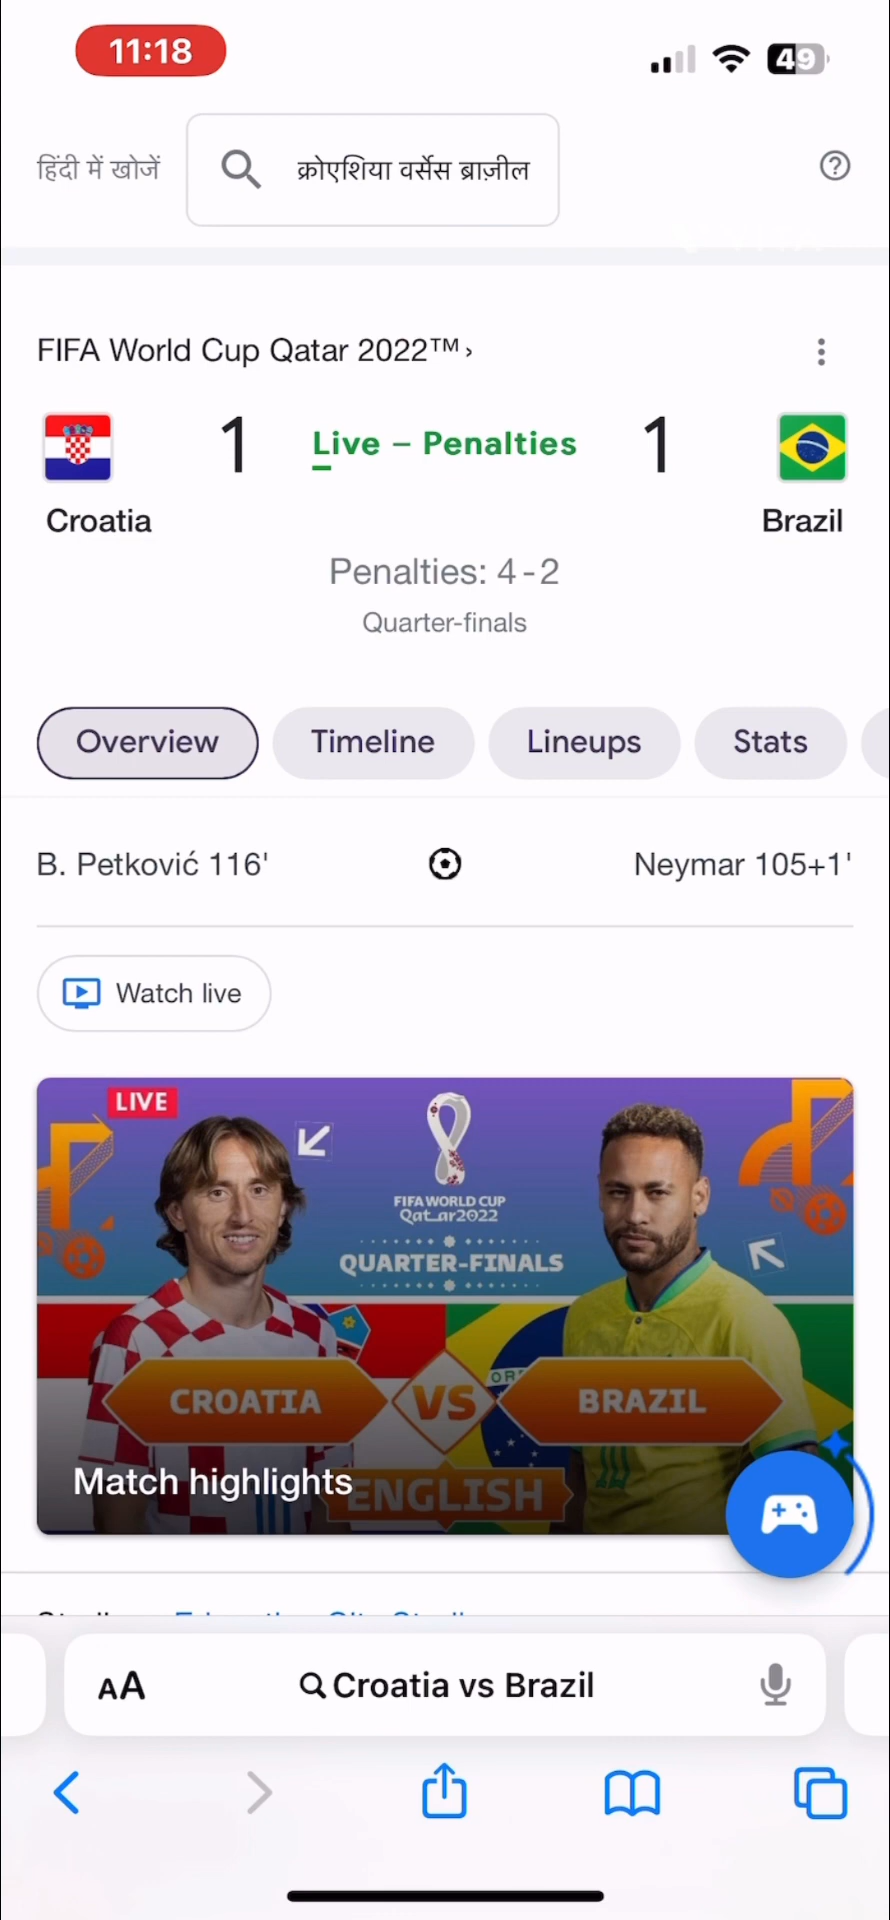 11:18
49
हिंदी में खोजें
क्रोएशिया वर्सेस ब्राज़ील
FIFA World Cup Qatar 2022™ ›
1 Live – Penalties 1
Croatia Brazil
Penalties: 4 - 2
Quarter-finals
Overview Timeline Lineups Stats
B. Petković 116' Neymar 105+1'
Watch live
LIVE
FIFA WORLD CUP
Qatar2022
QUARTER-FINALS
CROATIA VS BRAZIL
Match highlights
ENGLISH
AA Croatia vs Brazil